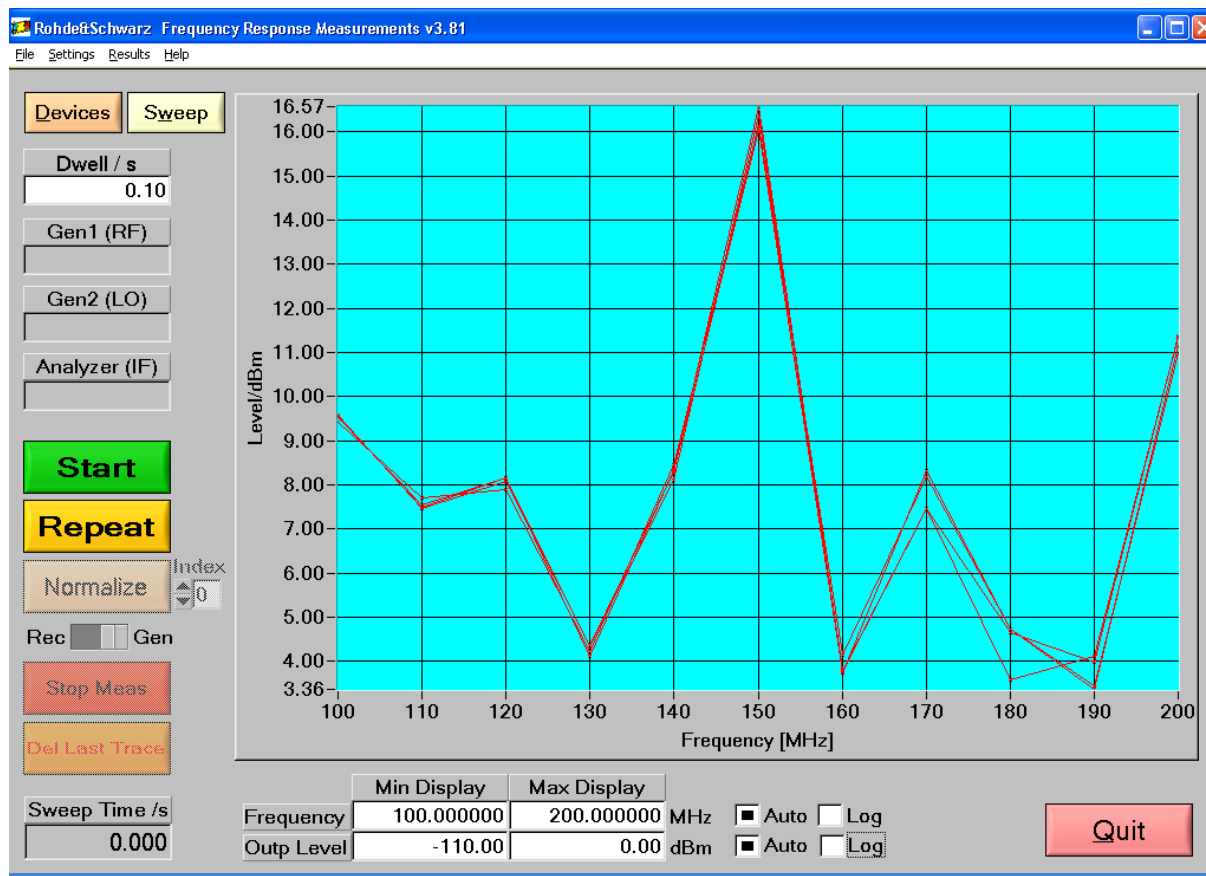 Rohde&Schwarz Frequency Response Measurements v3.81
File Settings Results Help
Devices Sweep
Dwell / s
0.10
Gen1 (RF)
Gen2 (LO)
Analyzer (IF)
Start
Repeat
Normalize Index
0
Rec Gen
Stop Meas
Del Last Trace
Sweep Time /s
0.000
Level/dBm
16.57
16.00
15.00
14.00
13.00
12.00
11.00
10.00
9.00
8.00
7.00
6.00
5.00
4.00
3.36
100 110 120 130 140 150 160 170 180 190 200
Frequency [MHz]
Min Display Max Display
Frequency 100.000000 200.000000 MHz Auto Log
Outp Level -110.00 0.00 dBm Auto Log
Quit